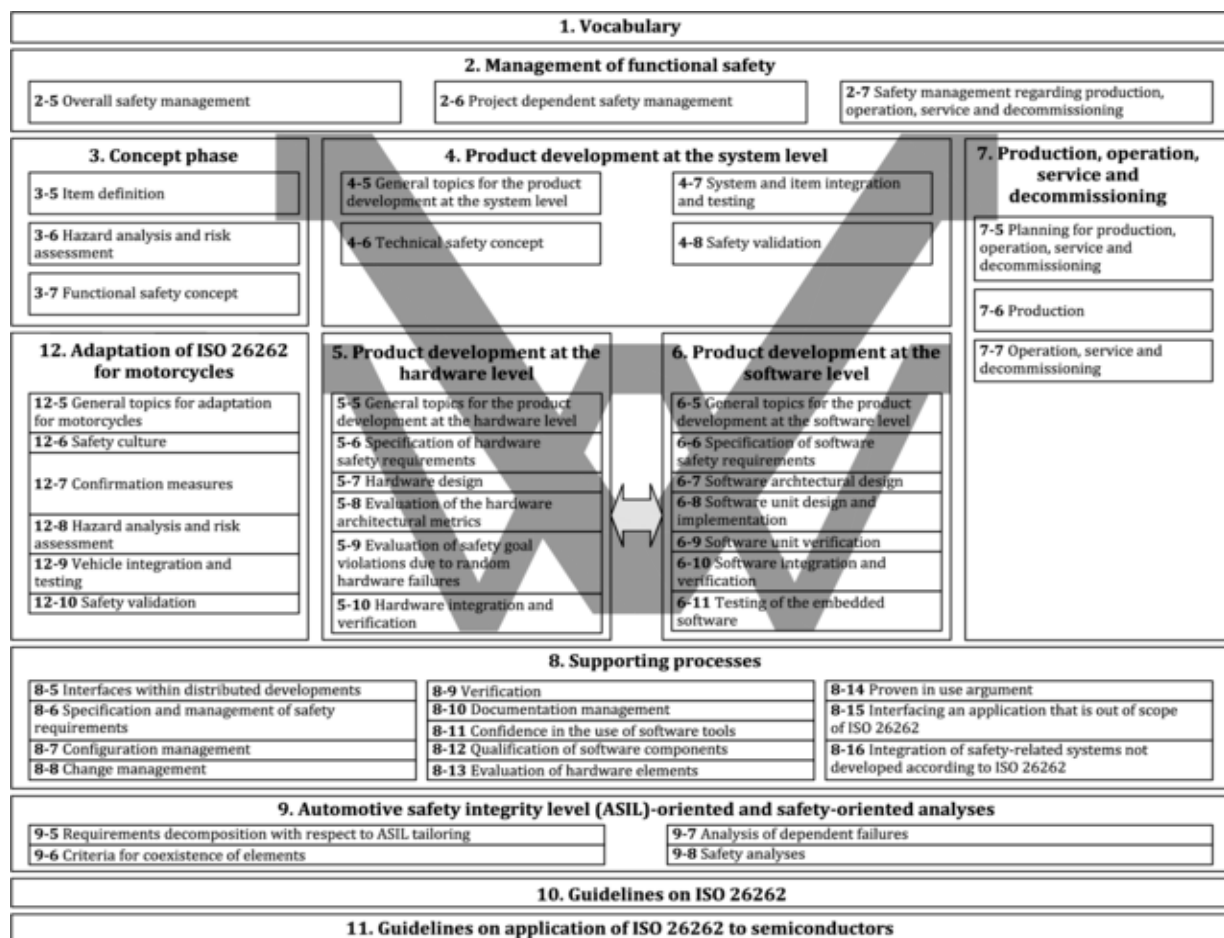 1. Vocabulary
2. Management of functional safety
2-5 Overall safety management
2-6 Project dependent safety management
2-7 Safety management regarding production,
operation, service and decommissioning
3. Concept phase
3-5 Item definition
3-6 Hazard analysis and risk
assessment
3-7 Functional safety concept
4. Product development at the system level
4-5 General topics for the product
development at the system level
4-6 Technical safety concept
4-7 System and item integration
and testing
4-8 Safety validation
7. Production, operation,
service and
decommissioning
7-5 Planning for production,
operation, service and
decommissioning
7-6 Production
7-7 Operation, service and
decommissioning
12. Adaptation of ISO 26262
for motorcycles
12-5 General topics for adaptation
for motorcycles
12-6 Safety culture
12-7 Confirmation measures
12-8 Hazard analysis and risk
assessment
12-9 Vehicle integration and
testing
12-10 Safety validation
5. Product development at the
hardware level
5-5 General topics for the product
development at the hardware level
5-6 Specification of hardware
safety requirements
5-7 Hardware design
5-8 Evaluation of the hardware
architectural metrics
5-9 Evaluation of safety goal
violations due to random
hardware failures
5-10 Hardware integration and
verification
6. Product development at the
software level
6-5 General topics for the product
development at the software level
6-6 Specification of software
safety requirements
6-7 Software archtectural design
6-8 Software unit design and
implementation
6-9 Software unit verification
6-10 Software integration and
verification
6-11 Testing of the embedded
software
8. Supporting processes
8-5 Interfaces within distributed developments
8-6 Specification and management of safety
requirements
8-7 Configuration management
8-8 Change management
8-9 Verification
8-10 Documentation management
8-11 Confidence in the use of software tools
8-12 Qualification of software components
8-13 Evaluation of hardware elements
8-14 Proven in use argument
8-15 Interfacing an application that is out of scope
of ISO 26262
8-16 Integration of safety-related systems not
developed according to ISO 26262
9. Automotive safety integrity level (ASIL)-oriented and safety-oriented analyses
9-5 Requirements decomposition with respect to ASIL tailoring
9-6 Criteria for coexistence of elements
9-7 Analysis of dependent failures
9-8 Safety analyses
10. Guidelines on ISO 26262
11. Guidelines on application of ISO 26262 to semiconductors